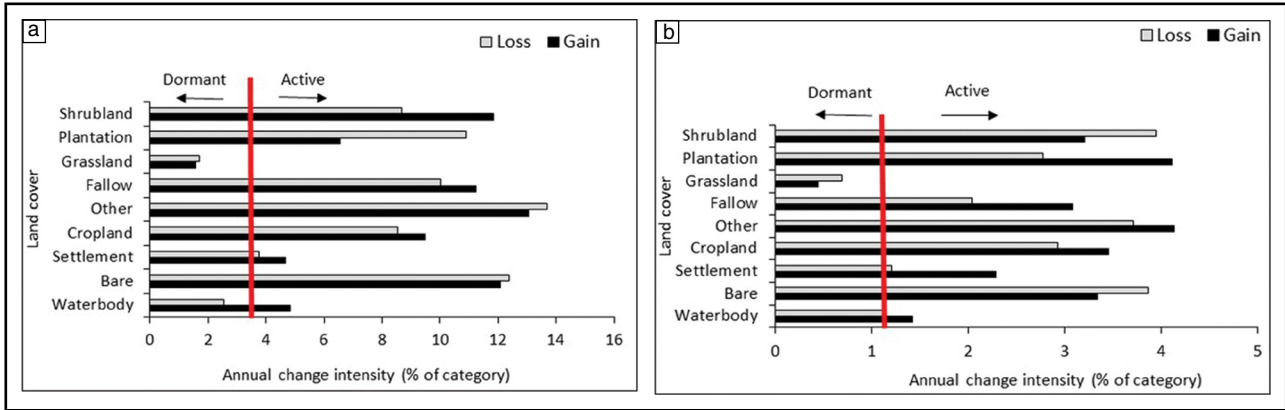 a
Loss Gain
Dormant Active
Land cover
Shrubland
Plantation
Grassland
Fallow
Other
Cropland
Settlement
Bare
Waterbody
0 2 4 6 8 10 12 14 16
Annual change intensity (% of category)
b
Loss Gain
Dormant Active
Land cover
Shrubland
Plantation
Grassland
Fallow
Other
Cropland
Settlement
Bare
Waterbody
0 1 2 3 4 5
Annual change intensity (% of category)